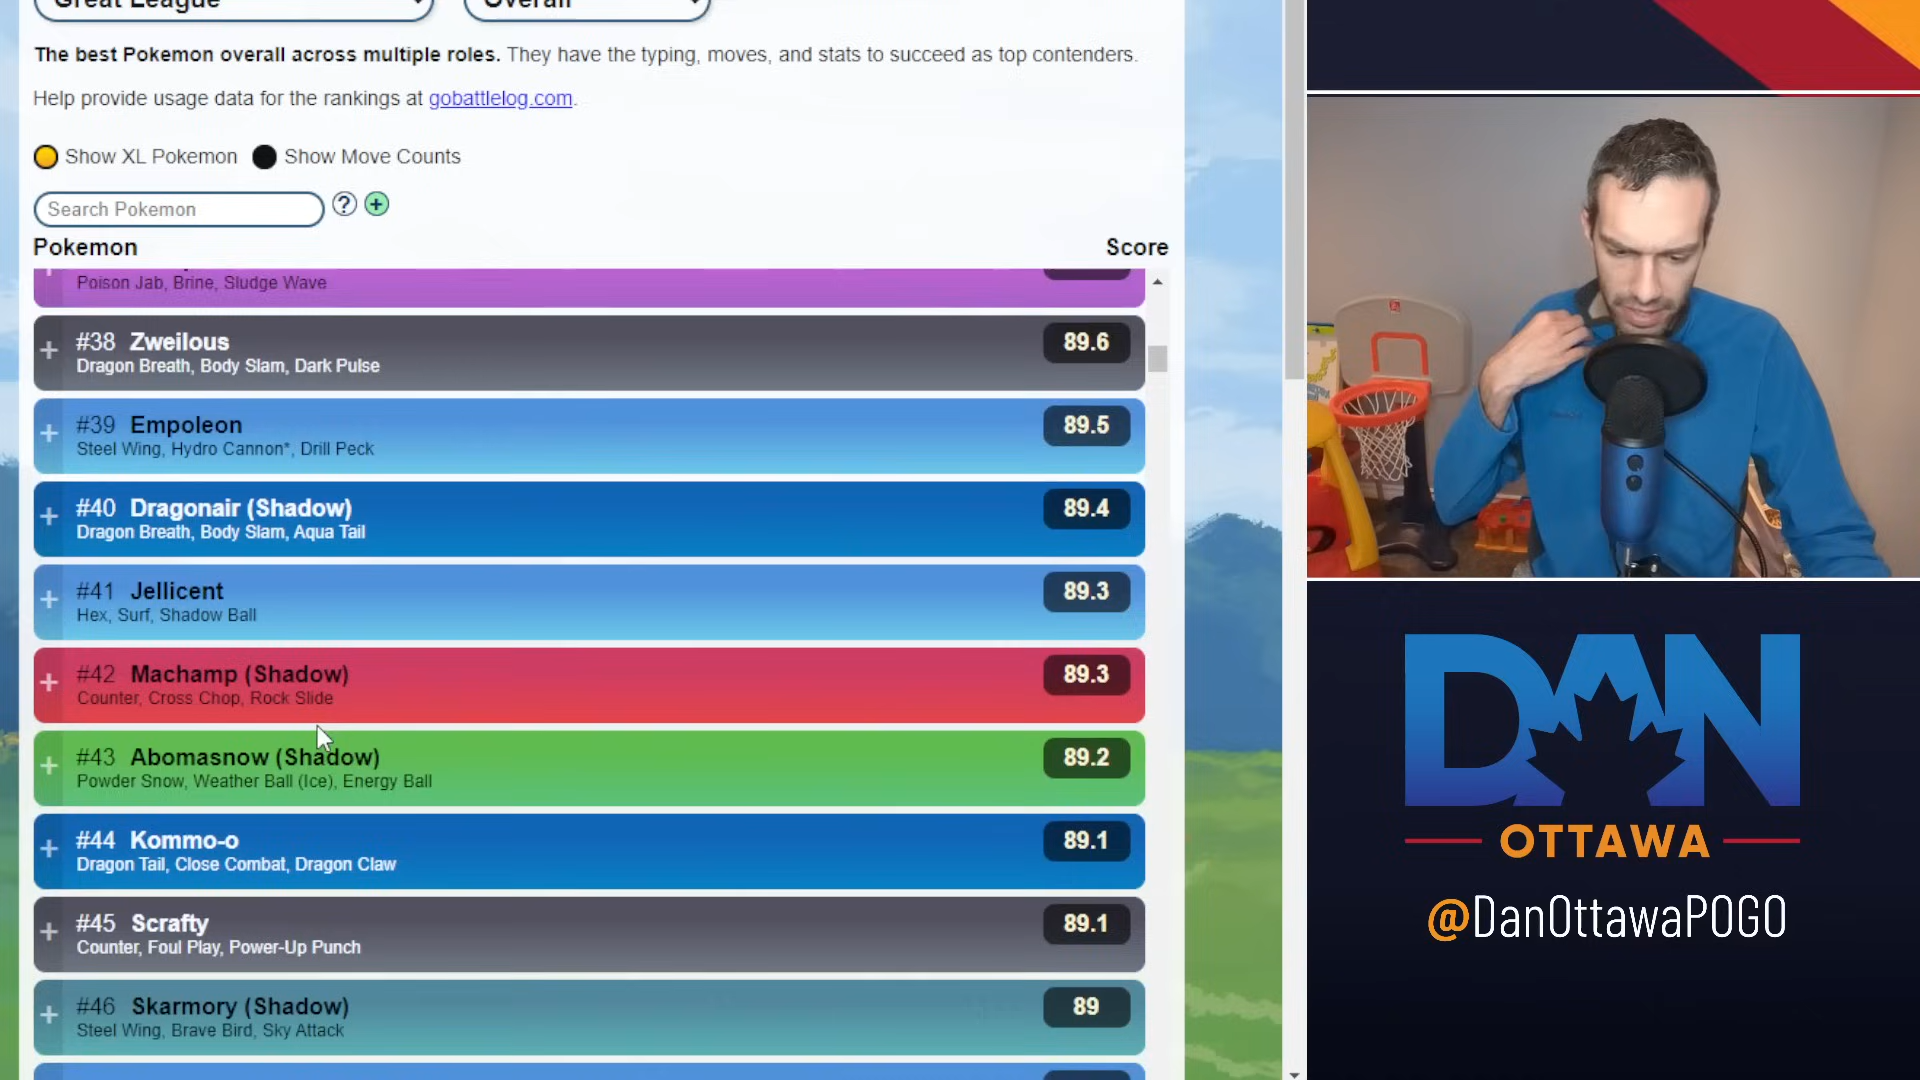 Great League
Overall
The best Pokemon overall across multiple roles. They have the typing, moves, and stats to succeed as top contenders.
Help provide usage data for the rankings at gobattlelog.com.
Show XL Pokemon
Show Move Counts
Search Pokemon
?
+
Pokemon
Score
Poison Jab, Brine, Sludge Wave
+
#38 Zweilous
89.6
Dragon Breath, Body Slam, Dark Pulse
+
#39 Empoleon
89.5
Steel Wing, Hydro Cannon*, Drill Peck
+
#40 Dragonair (Shadow)
89.4
Dragon Breath, Body Slam, Aqua Tail
+
#41 Jellicent
89.3
Hex, Surf, Shadow Ball
+
#42 Machamp (Shadow)
89.3
Counter, Cross Chop, Rock Slide
+
#43 Abomasnow (Shadow)
89.2
Powder Snow, Weather Ball (Ice), Energy Ball
+
#44 Kommo-o
89.1
Dragon Tail, Close Combat, Dragon Claw
+
#45 Scrafty
89.1
Counter, Foul Play, Power-Up Punch
+
#46 Skarmory (Shadow)
89
Steel Wing, Brave Bird, Sky Attack
DAN
OTTAWA
@DanOttawaPOGO